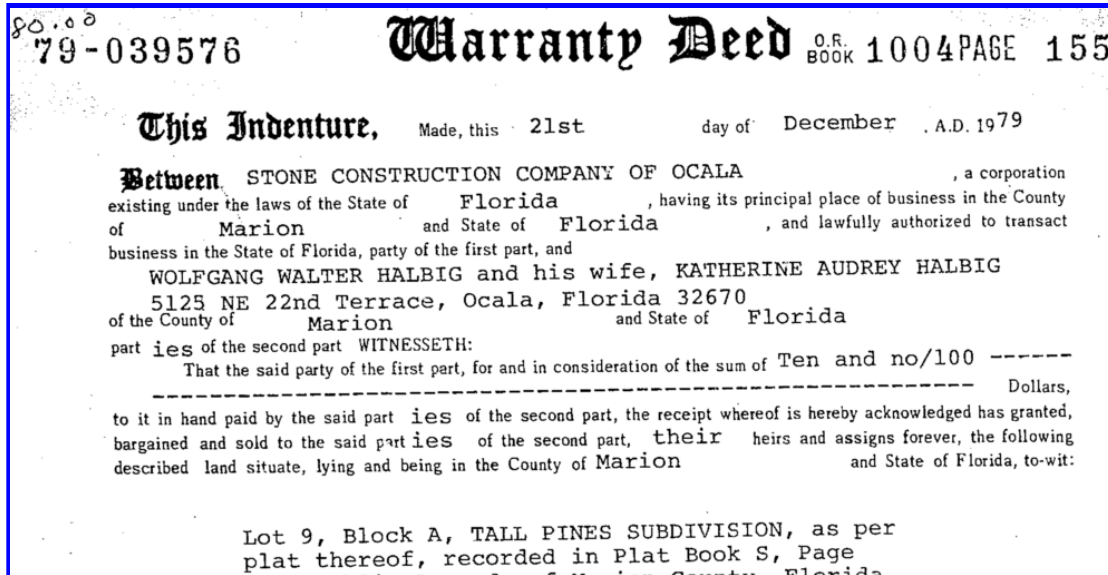 80.00
79-039576 Warranty Deed O.R. BOOK 1004 PAGE 155
This Indenture, Made, this 21st day of December , A.D. 1979
Between STONE CONSTRUCTION COMPANY OF OCALA , a corporation
existing under the laws of the State of Florida , having its principal place of business in the County
of Marion and State of Florida , and lawfully authorized to transact
business in the State of Florida, party of the first part, and
WOLFGANG WALTER HALBIG and his wife, KATHERINE AUDREY HALBIG
5125 NE 22nd Terrace, Ocala, Florida 32670
of the County of Marion and State of Florida
part ies of the second part WITNESSETH:
That the said party of the first part, for and in consideration of the sum of Ten and no/100 ------
------------------------------------------------------------ Dollars,
to it in hand paid by the said part ies of the second part, the receipt whereof is hereby acknowledged has granted,
bargained and sold to the said part ies of the second part, their heirs and assigns forever, the following
described land situate, lying and being in the County of Marion and State of Florida, to-wit:
Lot 9, Block A, TALL PINES SUBDIVISION, as per
plat thereof, recorded in Plat Book S, Page
of Marion County, Florida